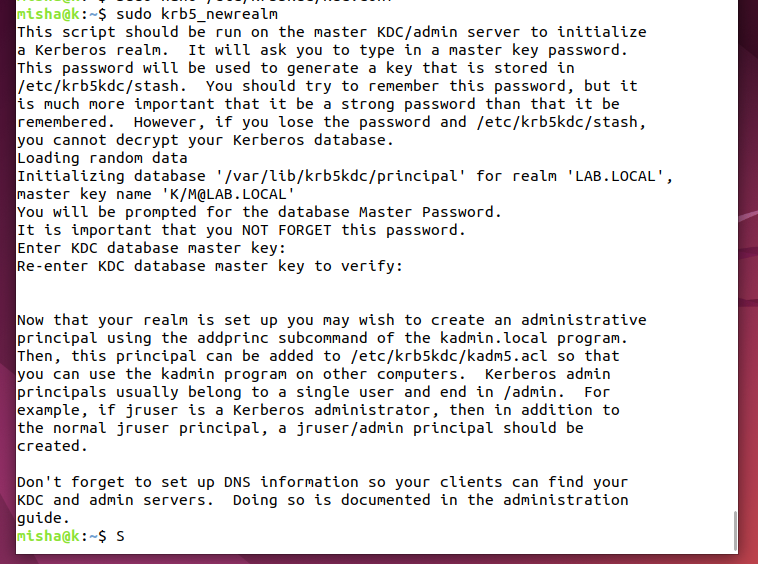 misha@k:~$ sudo krb5_newrealm
This script should be run on the master KDC/admin server to initialize
a Kerberos realm.  It will ask you to type in a master key password.
This password will be used to generate a key that is stored in
/etc/krb5kdc/stash.  You should try to remember this password, but it
is much more important that it be a strong password than that it be
remembered.  However, if you lose the password and /etc/krb5kdc/stash,
you cannot decrypt your Kerberos database.
Loading random data
Initializing database '/var/lib/krb5kdc/principal' for realm 'LAB.LOCAL',
master key name 'K/M@LAB.LOCAL'
You will be prompted for the database Master Password.
It is important that you NOT FORGET this password.
Enter KDC database master key:
Re-enter KDC database master key to verify:
Now that your realm is set up you may wish to create an administrative
principal using the addprinc subcommand of the kadmin.local program.
Then, this principal can be added to /etc/krb5kdc/kadm5.acl so that
you can use the kadmin program on other computers.  Kerberos admin
principals usually belong to a single user and end in /admin.  For
example, if jruser is a Kerberos administrator, then in addition to
the normal jruser principal, a jruser/admin principal should be
created.
Don't forget to set up DNS information so your clients can find your
KDC and admin servers.  Doing so is documented in the administration
guide.
misha@k:~$ S